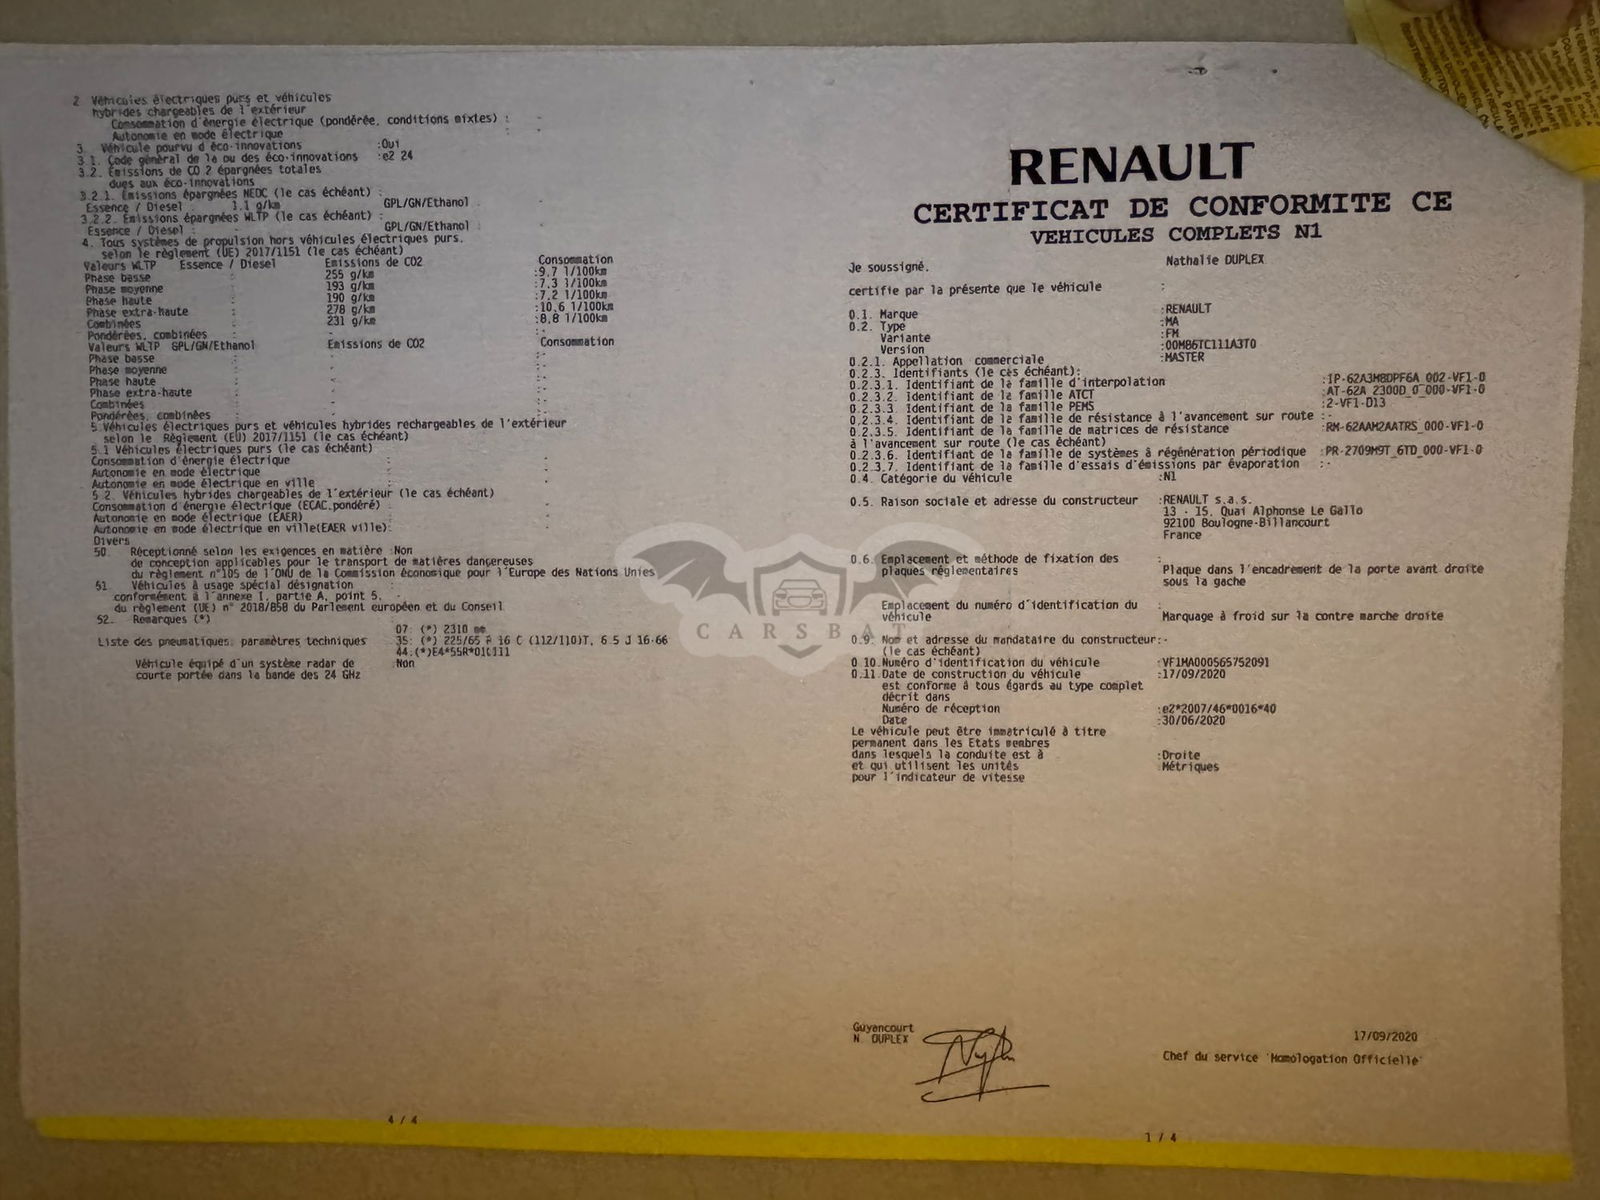 2 Véhicules électriques purs et véhicules
hybrides chargeables de l'extérieur
Consommation d'énergie électrique (pondérée, conditions mixtes) : -
Autonomie en mode électrique -
3. Véhicule pourvu d éco-innovations :Oui
3.1. Code général de la ou des éco-innovations :e2 24
3.2. Emissions de CO 2 épargnées totales
dues aux éco-innovations
3.2.1. Emissions épargnées NEDC (le cas échéant) :
Essence / Diesel : 1.1 g/km GPL/GN/Ethanol : -
3.2.2. Emissions épargnées WLTP (le cas échéant) :
Essence / Diesel : - GPL/GN/Ethanol : -
4. Tous systèmes de propulsion hors véhicules électriques purs.
selon le règlement (UE) 2017/1151 (le cas échéant)
Valeurs WLTP Essence / Diesel Emissions de CO2 Consommation
Phase basse : 255 g/km :9,7 l/100km
Phase moyenne : 193 g/km :7,3 l/100km
Phase haute : 190 g/km :7,2 l/100km
Phase extra-haute : 278 g/km :10,6 l/100km
Combinées : 231 g/km :8,8 l/100km
Pondérées, combinées : - :-
Valeurs WLTP GPL/GN/Ethanol Emissions de CO2 Consommation
Phase basse : - :-
Phase moyenne : - :-
Phase haute : - :-
Phase extra-haute : - :-
Combinées : - :-
Pondérées, combinées : - :-
5.Véhicules électriques purs et véhicules hybrides rechargeables de l'extérieur
selon le Règlement (EU) 2017/1151 (le cas échéant)
5.1 Véhicules électriques purs (le cas échéant)
Consommation d'énergie électrique : -
Autonomie en mode électrique : -
Autonomie en mode électrique en ville : -
5.2. Véhicules hybrides chargeables de l'extérieur (le cas échéant)
Consommation d'énergie électrique (ECAC,pondéré) : -
Autonomie en mode électrique (EAER) : -
Autonomie en mode électrique en ville(EAER ville): -
Divers
50. Réceptionné selon les exigences en matière :Non
de conception applicables pour le transport de matières dangereuses
du règlement n°105 de l'ONU de la Commission économique pour l'Europe des Nations Unies
51. Véhicules à usage spécial désignation :
conformément à l'annexe I, partie A, point 5. -
du règlement (UE) n° 2018/858 du Parlement européen et du Conseil
52. Remarques (*) :
07: (*) 2310 mm
Liste des pneumatiques: paramètres techniques 35: (*) 225/65 R 16 C (112/110)T, 6.5 J 16-66
44:(*)E4*55R*010111
Véhicule équipé d'un système radar de :Non
courte portée dans la bande des 24 GHz
4 / 4
RENAULT
CERTIFICAT DE CONFORMITE CE
VEHICULES COMPLETS N1
Je soussigné, Nathalie DUPLEX
certifie par la présente que le véhicule :
0.1. Marque :RENAULT
0.2. Type :MA
Variante :FM
Version :00MB6TC111A3T0
0.2.1. Appellation commerciale :MASTER
0.2.3. Identifiants (le cas échéant):
0.2.3.1. Identifiant de la famille d'interpolation :IP-62A3M8DPF6A_002-VF1-0
0.2.3.2. Identifiant de la famille ATCT :AT-62A_2300D_0_000-VF1-0
0.2.3.3. Identifiant de la famille PEMS :2-VF1-D13
0.2.3.4. Identifiant de la famille de résistance à l'avancement sur route :-
0.2.3.5. Identifiant de la famille de matrices de résistance :RM-62AAM2AATRS_000-VF1-0
à l'avancement sur route (le cas échéant)
0.2.3.6. Identifiant de la famille de systèmes à régénération périodique :PR-2709M9T_6TD_000-VF1-0
0.2.3.7. Identifiant de la famille d'essais d'émissions par évaporation :-
0.4. Catégorie du véhicule :N1
0.5. Raison sociale et adresse du constructeur :RENAULT s.a.s.
13 - 15, Quai Alphonse Le Gallo
92100 Boulogne-Billancourt
France
0.6. Emplacement et méthode de fixation des :
plaques réglementaires Plaque dans l'encadrement de la porte avant droite
sous la gache
Emplacement du numéro d'identification du :
véhicule Marquage à froid sur la contre marche droite
0.9. Nom et adresse du mandataire du constructeur:-
(le cas échéant)
0.10.Numéro d'identification du véhicule :VF1MA000565752091
0.11.Date de construction du véhicule :17/09/2020
est conforme à tous égards au type complet
décrit dans
Numéro de réception :e2*2007/46*0016*40
Date :30/06/2020
Le véhicule peut être immatriculé à titre
permanent dans les Etats membres
dans lesquels la conduite est à :Droite
et qui utilisent les unités :Métriques
pour l'indicateur de vitesse
Guyancourt
N. DUPLEX
17/09/2020
Chef du service 'Homologation Officielle'
1 / 4
CARSBAT